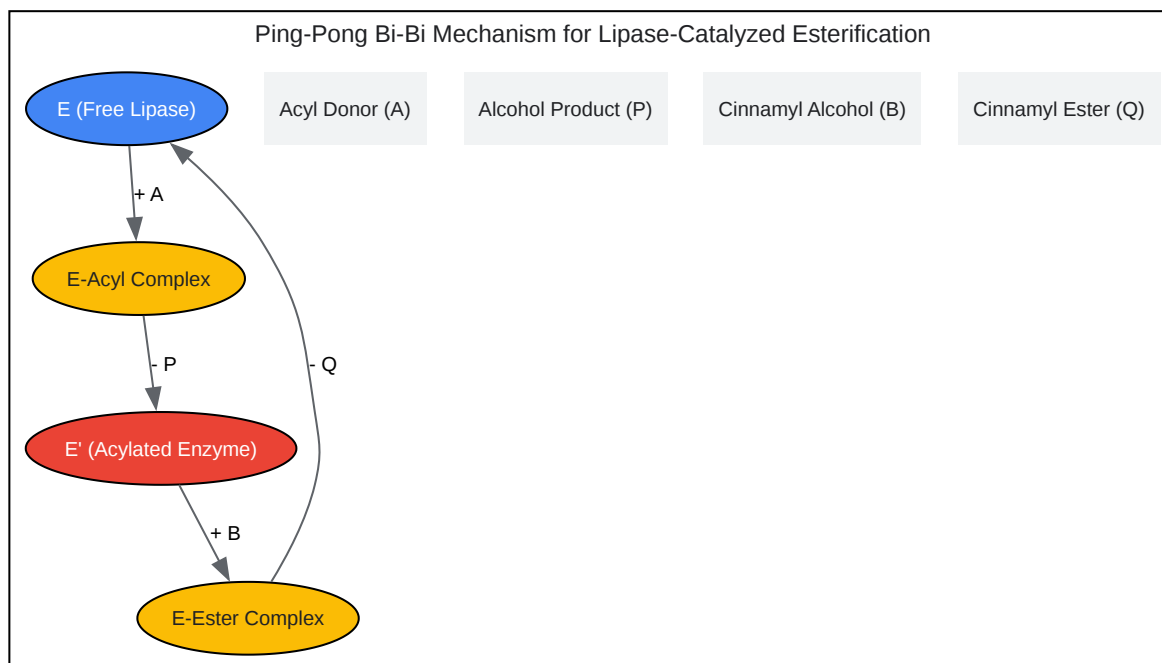 Ping-Pong Bi-Bi Mechanism for Lipase-Catalyzed Esterification
E (Free Lipase)
Acyl Donor (A)
Alcohol Product (P)
Cinnamyl Alcohol (B)
Cinnamyl Ester (Q)
+ A
E-Acyl Complex
- P
- Q
E' (Acylated Enzyme)
+ B
E-Ester Complex